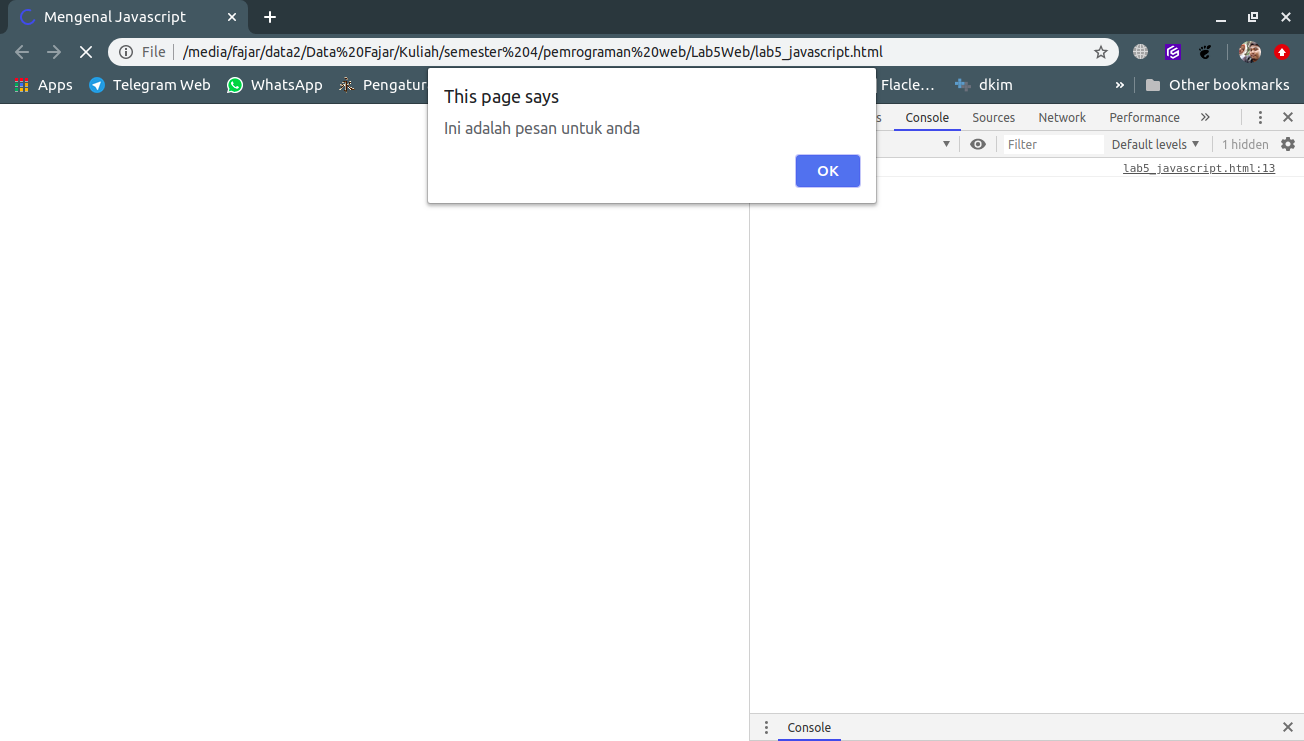 Mengenal Javascript
File /media/fajar/data2/Data%20Fajar/Kuliah/semester%204/pemrograman%20web/Lab5Web/lab5_javascript.html
Apps Telegram Web WhatsApp Pengatur Flacle… dkim » Other bookmarks
This page says
Ini adalah pesan untuk anda
OK
s Console Sources Network Performance »
Filter Default levels ▼ 1 hidden
lab5_javascript.html:13
Console